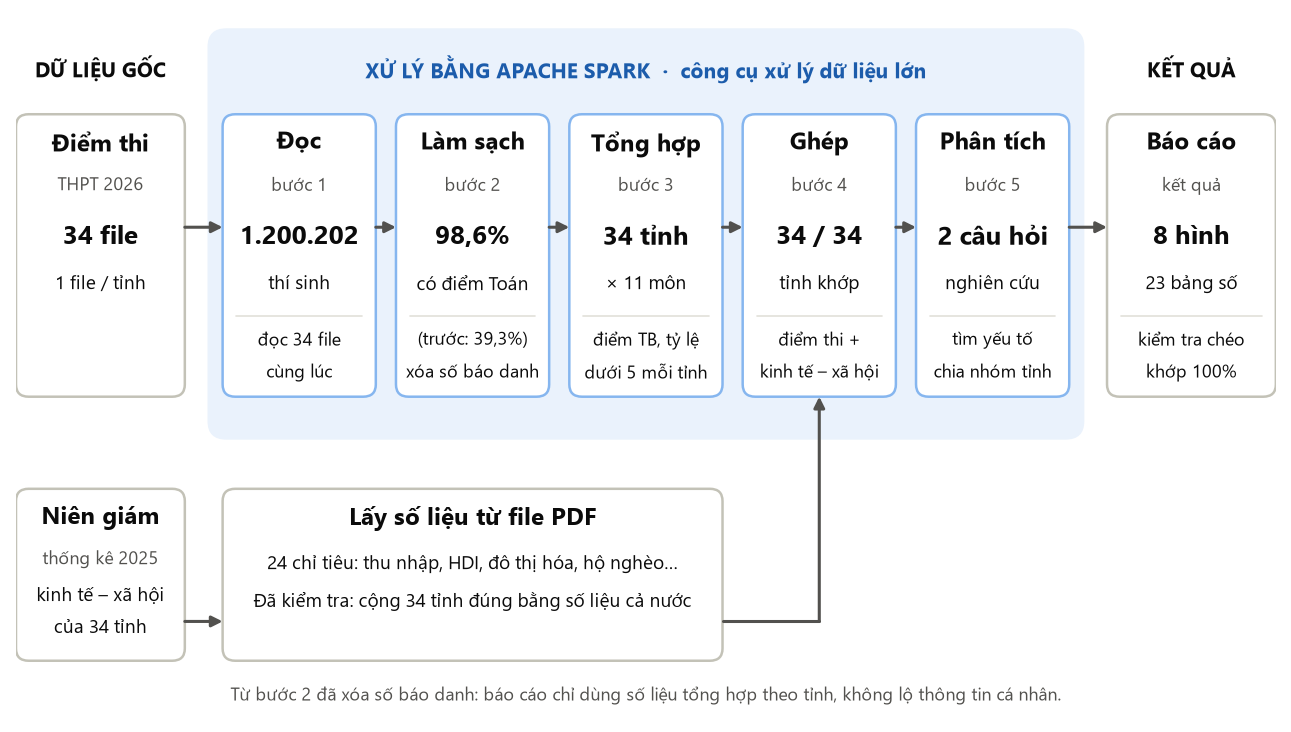 DỮ LIỆU GỐC
XỬ LÝ BẰNG APACHE SPARK · công cụ xử lý dữ liệu lớn
KẾT QUẢ
Điểm thi
THPT 2026
34 file
1 file / tỉnh
Đọc
bước 1
1.200.202
thí sinh
đọc 34 file
cùng lúc
Làm sạch
bước 2
98,6%
có điểm Toán
(trước: 39,3%)
xóa số báo danh
Tổng hợp
bước 3
34 tỉnh
× 11 môn
điểm TB, tỷ lệ
dưới 5 mỗi tỉnh
Ghép
bước 4
34 / 34
tỉnh khớp
điểm thi +
kinh tế – xã hội
Phân tích
bước 5
2 câu hỏi
nghiên cứu
tìm yếu tố
chia nhóm tỉnh
Báo cáo
kết quả
8 hình
23 bảng số
kiểm tra chéo
khớp 100%
Niên giám
thống kê 2025
kinh tế – xã hội
của 34 tỉnh
Lấy số liệu từ file PDF
24 chỉ tiêu: thu nhập, HDI, đô thị hóa, hộ nghèo...
Đã kiểm tra: cộng 34 tỉnh đúng bằng số liệu cả nước
Từ bước 2 đã xóa số báo danh: báo cáo chỉ dùng số liệu tổng hợp theo tỉnh, không lộ thông tin cá nhân.